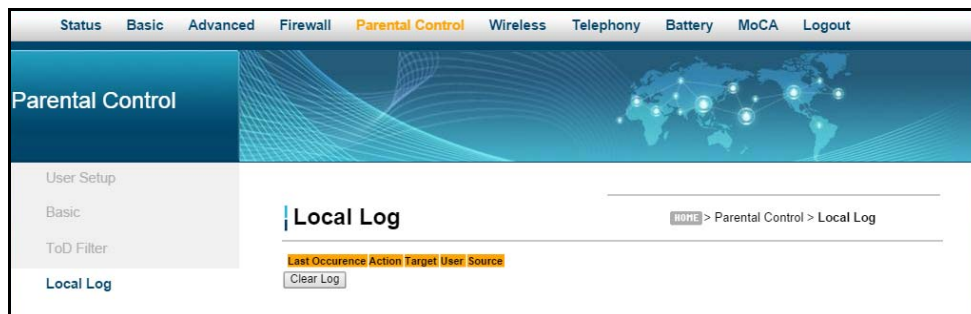 Status Basic Advanced Firewall Parental Control Wireless Telephony Battery MoCA Logout
Parental Control
User Setup
Basic
ToD Filter
Local Log
Local Log
HOME > Parental Control > Local Log
Last Occurence Action Target User Source
Clear Log